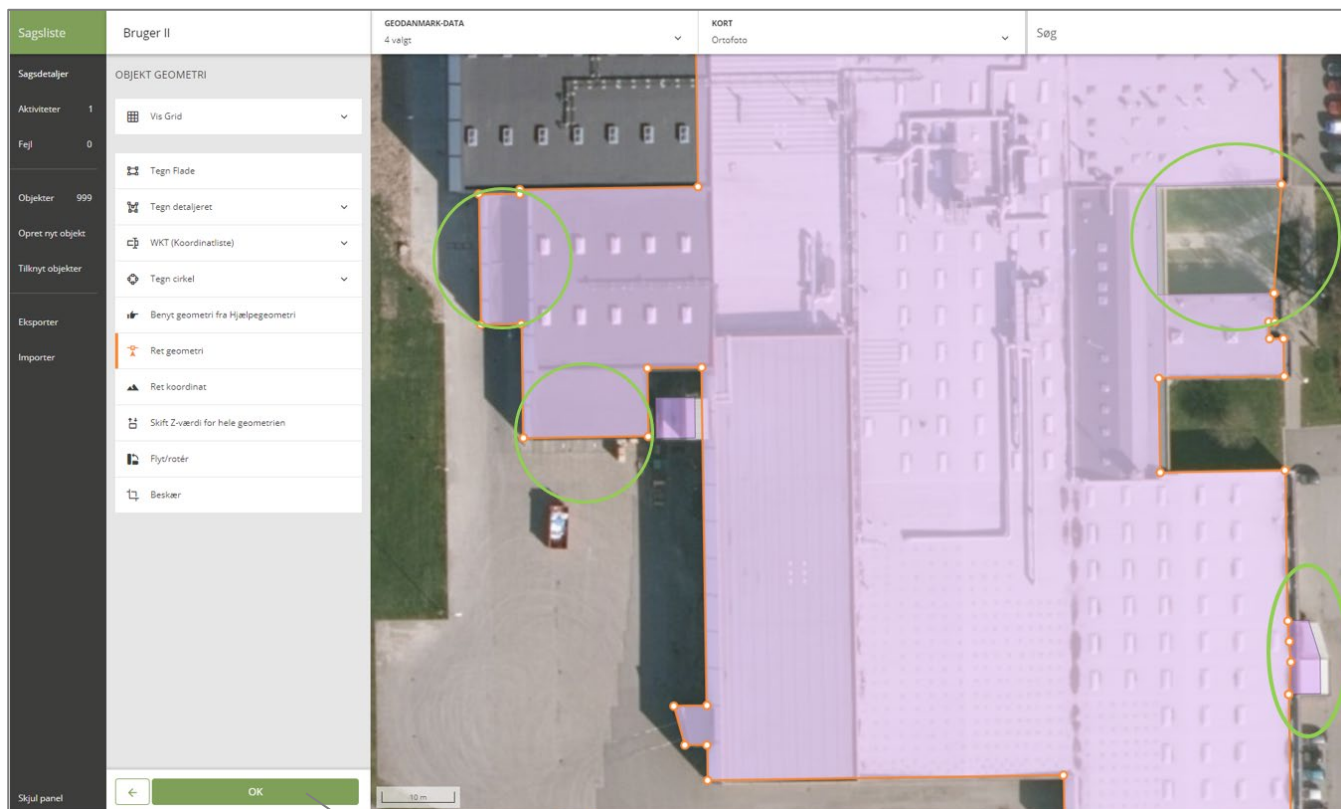 Sagsliste
Bruger II
GEODANMARK-DATA
4 valgt
KORT
Ortofoto
Søg
Sagsdetaljer
Aktiviteter 1
Fejl 0
Objekter 999
Opret nyt objekt
Tilknyt objekter
Eksporter
Importer
Skjul panel
OBJEKT GEOMETRI
Vis Grid
Tegn Flade
Tegn detaljeret
WKT (Koordinatliste)
Tegn cirkel
Benyt geometri fra Hjælpegeometri
Ret geometri
Ret koordinat
Skift Z-værdi for hele geometrien
Flyt/rotér
Beskær
OK
10 m